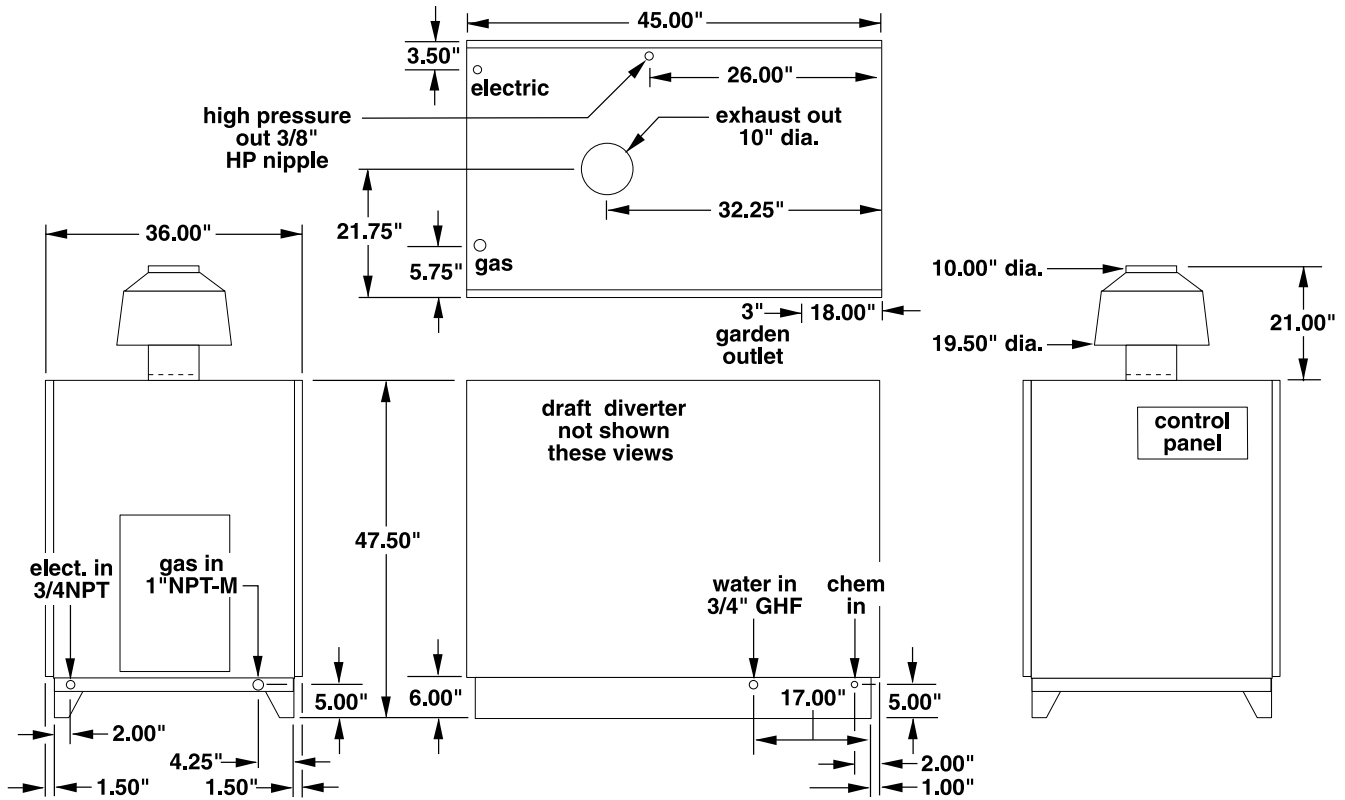 45.00"
3.50"
electric
26.00"
high pressure
out 3/8"
HP nipple
exhaust out
10" dia.
32.25"
21.75"
5.75"
gas
3"
garden
outlet
18.00"
36.00"
10.00" dia.
19.50" dia.
21.00"
draft diverter
not shown
these views
control
panel
47.50"
elect. in
3/4NPT
gas in
1"NPT-M
water in
3/4" GHF
chem
in
5.00"
6.00"
17.00"
5.00"
2.00"
4.25"
1.50"
1.50"
2.00"
1.00"